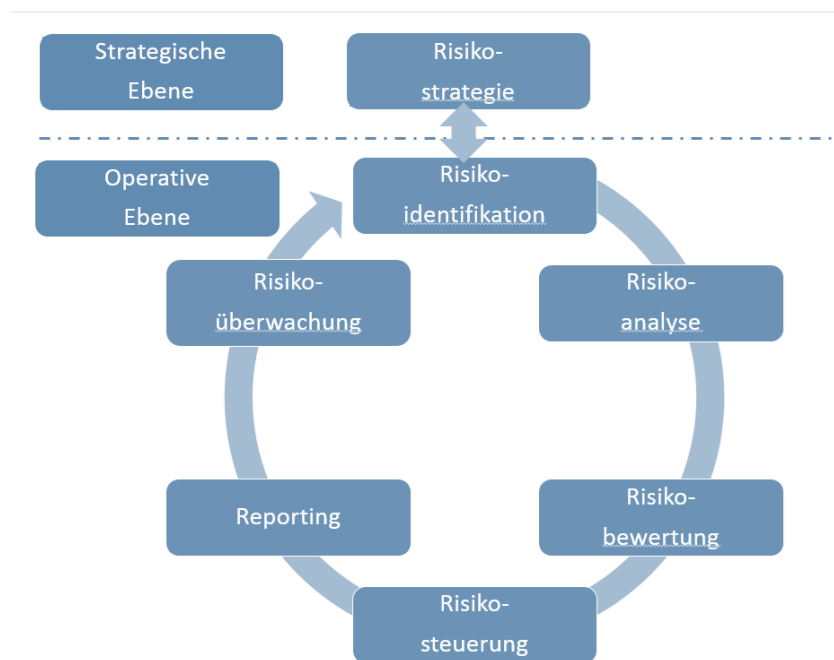 Strategische
Ebene
Risiko-
strategie
Operative
Ebene
Risiko-
identifikation
Risiko-
analyse
Risiko-
bewertung
Risiko-
steuerung
Reporting
Risiko-
überwachung